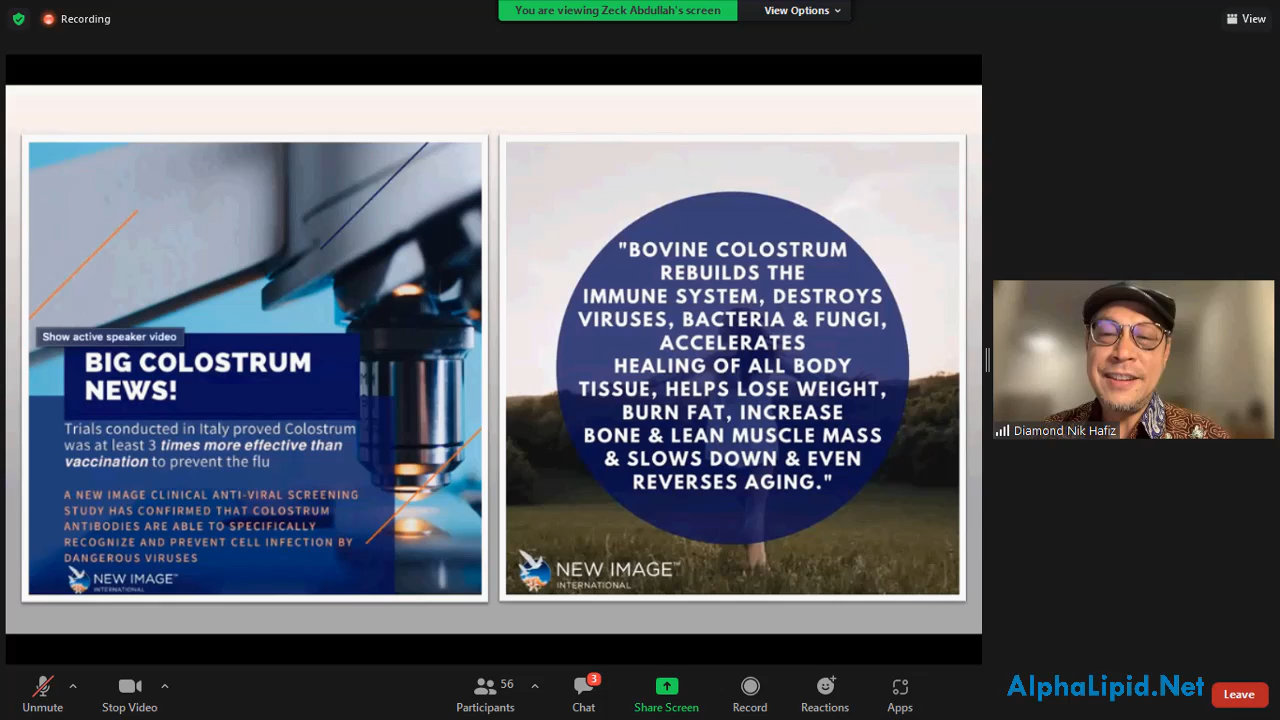 Recording
You are viewing Zeck Abdullah's screen
View Options
View
Show active speaker video
BIG COLOSTRUM
NEWS!
Trials conducted in Italy proved Colostrum
was at least 3 times more effective than
vaccination to prevent the flu
A NEW IMAGE CLINICAL ANTI-VIRAL SCREENING
STUDY HAS CONFIRMED THAT COLOSTRUM
ANTIBODIES ARE ABLE TO SPECIFICALLY
RECOGNIZE AND PREVENT CELL INFECTION BY
DANGEROUS VIRUSES
NEW IMAGE™
INTERNATIONAL
"BOVINE COLOSTRUM
REBUILDS THE
IMMUNE SYSTEM, DESTROYS
VIRUSES, BACTERIA & FUNGI,
ACCELERATES
HEALING OF ALL BODY
TISSUE, HELPS LOSE WEIGHT,
BURN FAT, INCREASE
BONE & LEAN MUSCLE MASS
& SLOWS DOWN & EVEN
REVERSES AGING."
NEW IMAGE™
INTERNATIONAL
Diamond Nik Hafiz
Unmute
Stop Video
56
Participants
3
Chat
Share Screen
Record
Reactions
Apps
AlphaLipid.Net
Leave